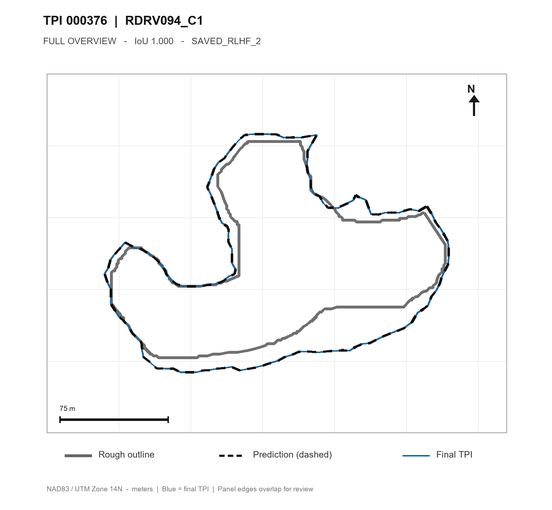 TPI 000376 | RDRV094_C1
FULL OVERVIEW - IoU 1.000 - SAVED_RLHF_2
N
75 m
Rough outline Prediction (dashed) Final TPI
NAD83 / UTM Zone 14N - meters | Blue = final TPI | Panel edges overlap for review